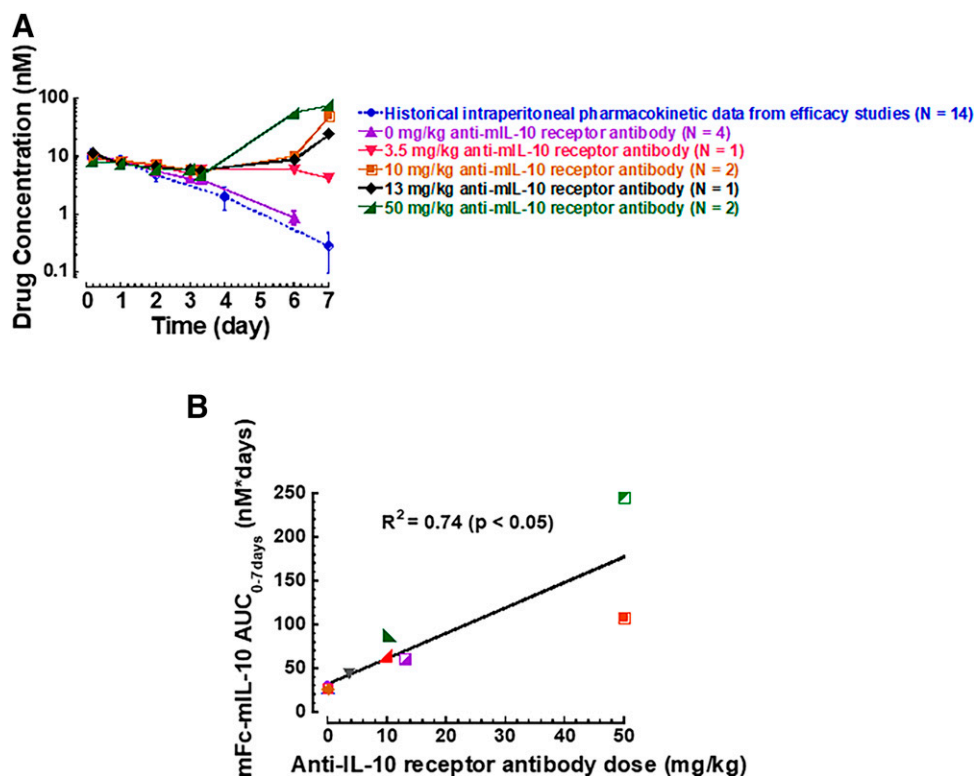 A
Drug Concentration (nM)
100
10
1
0.1
0 1 2 3 4 5 6 7
Time (day)
Historical intraperitoneal pharmacokinetic data from efficacy studies (N = 14)
0 mg/kg anti-mIL-10 receptor antibody (N = 4)
3.5 mg/kg anti-mIL-10 receptor antibody (N = 1)
10 mg/kg anti-mIL-10 receptor antibody (N = 2)
13 mg/kg anti-mIL-10 receptor antibody (N = 1)
50 mg/kg anti-mIL-10 receptor antibody (N = 2)
B
mFc-mIL-10 AUC0-7days (nM*days)
250
200
150
100
50
0
R² = 0.74 (p < 0.05)
0 10 20 30 40 50
Anti-IL-10 receptor antibody dose (mg/kg)